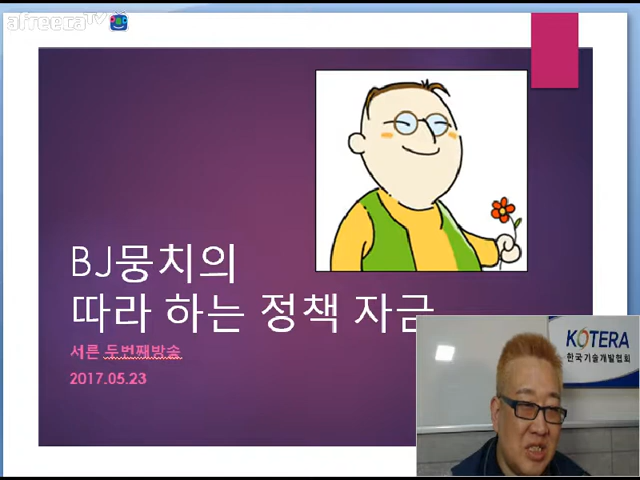 afreecaTV
BJ뭉치의
따라 하는 정책 자금
서른 두번째방송
2017.05.23
KOTERA
한국기술개발협회